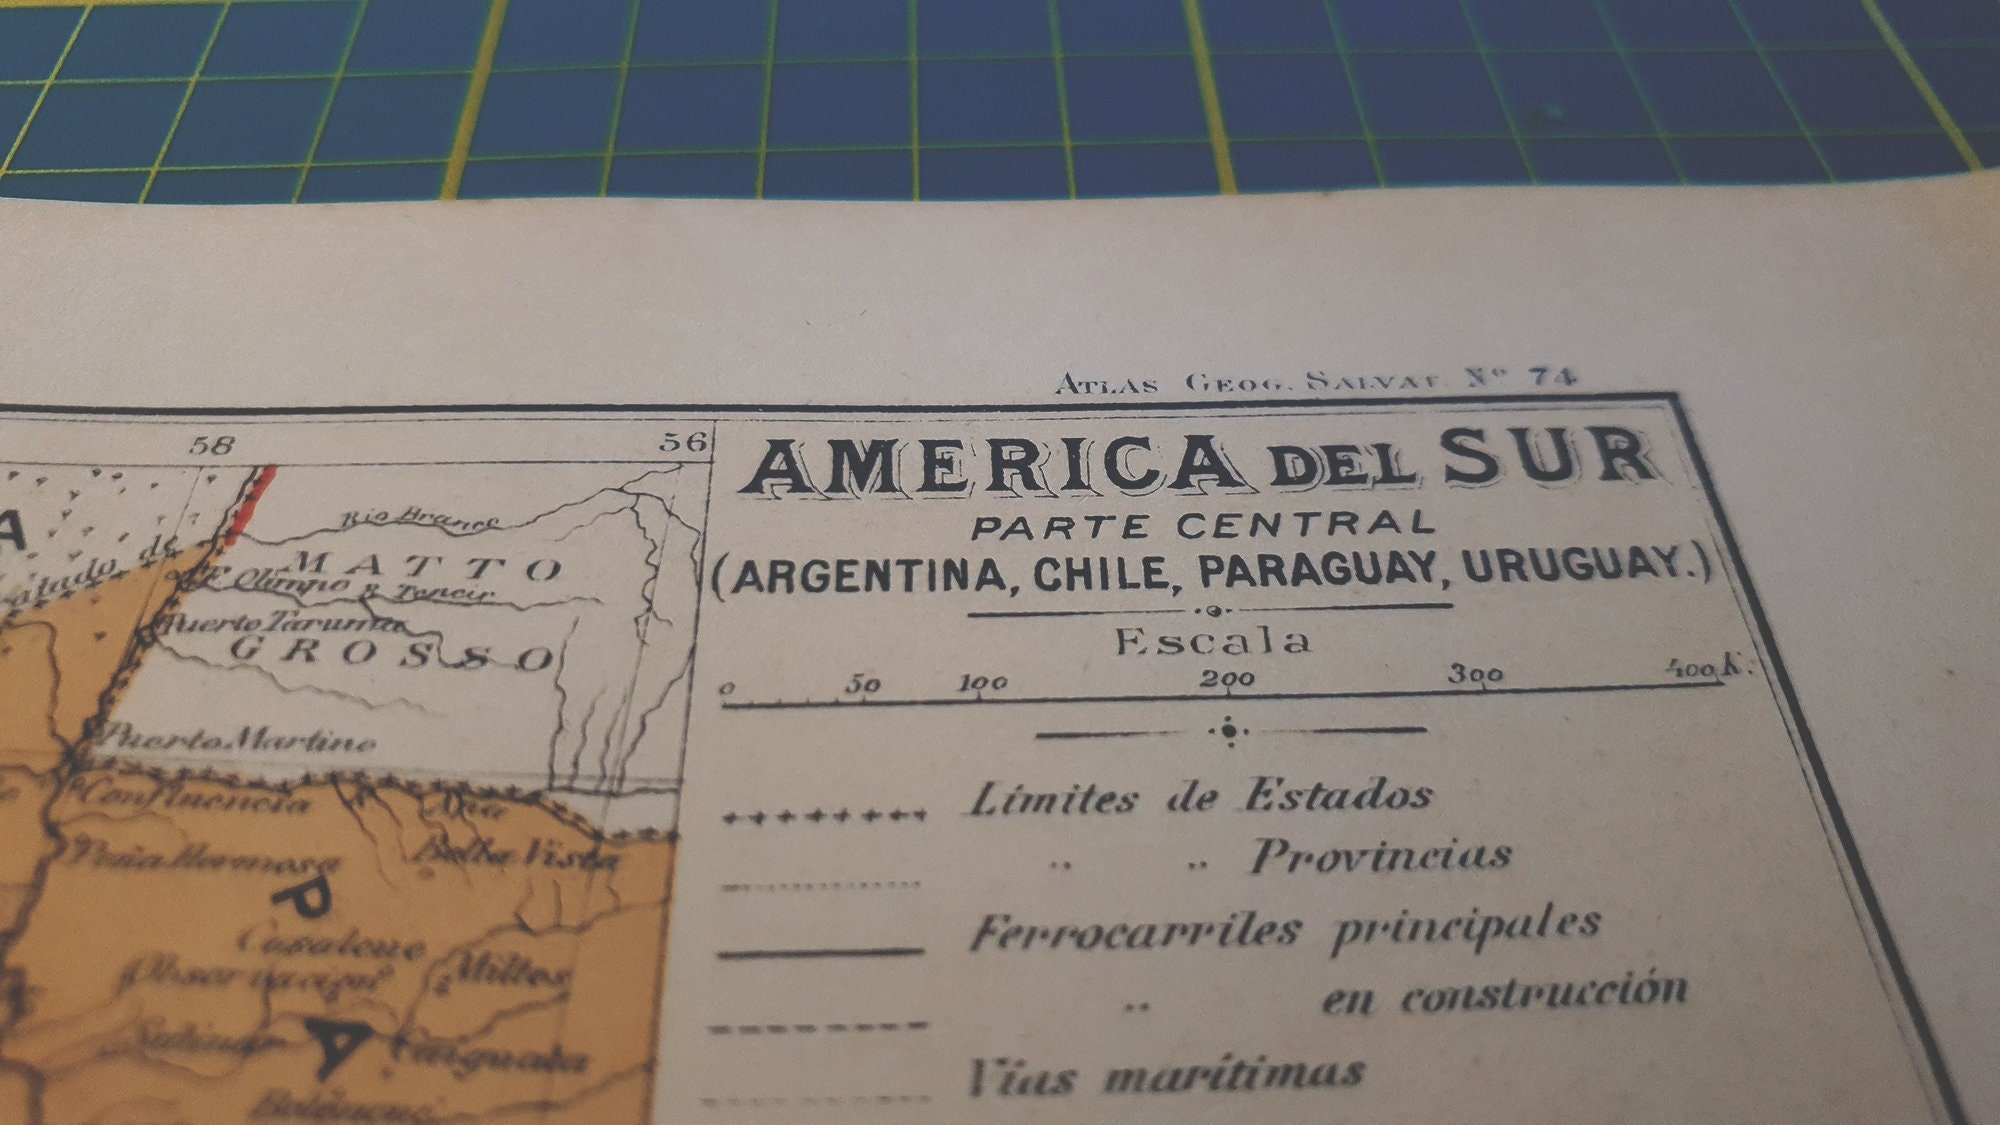 ATLAS GEOG. SALVAT. Nº 74
58
56
AMERICA DEL SUR
PARTE CENTRAL
(ARGENTINA, CHILE, PARAGUAY, URUGUAY.)
Escala
0 50 100 200 300 400 K.
Límites de Estados
„ „ Provincias
Ferrocarriles principales
„ en construcción
Vías marítimas
A
Rio Branco
MATTO
Puerto Taruma
GROSSO
Puerto Martino
Confluencia
Bella Vista
Peña Hermosa
P
A